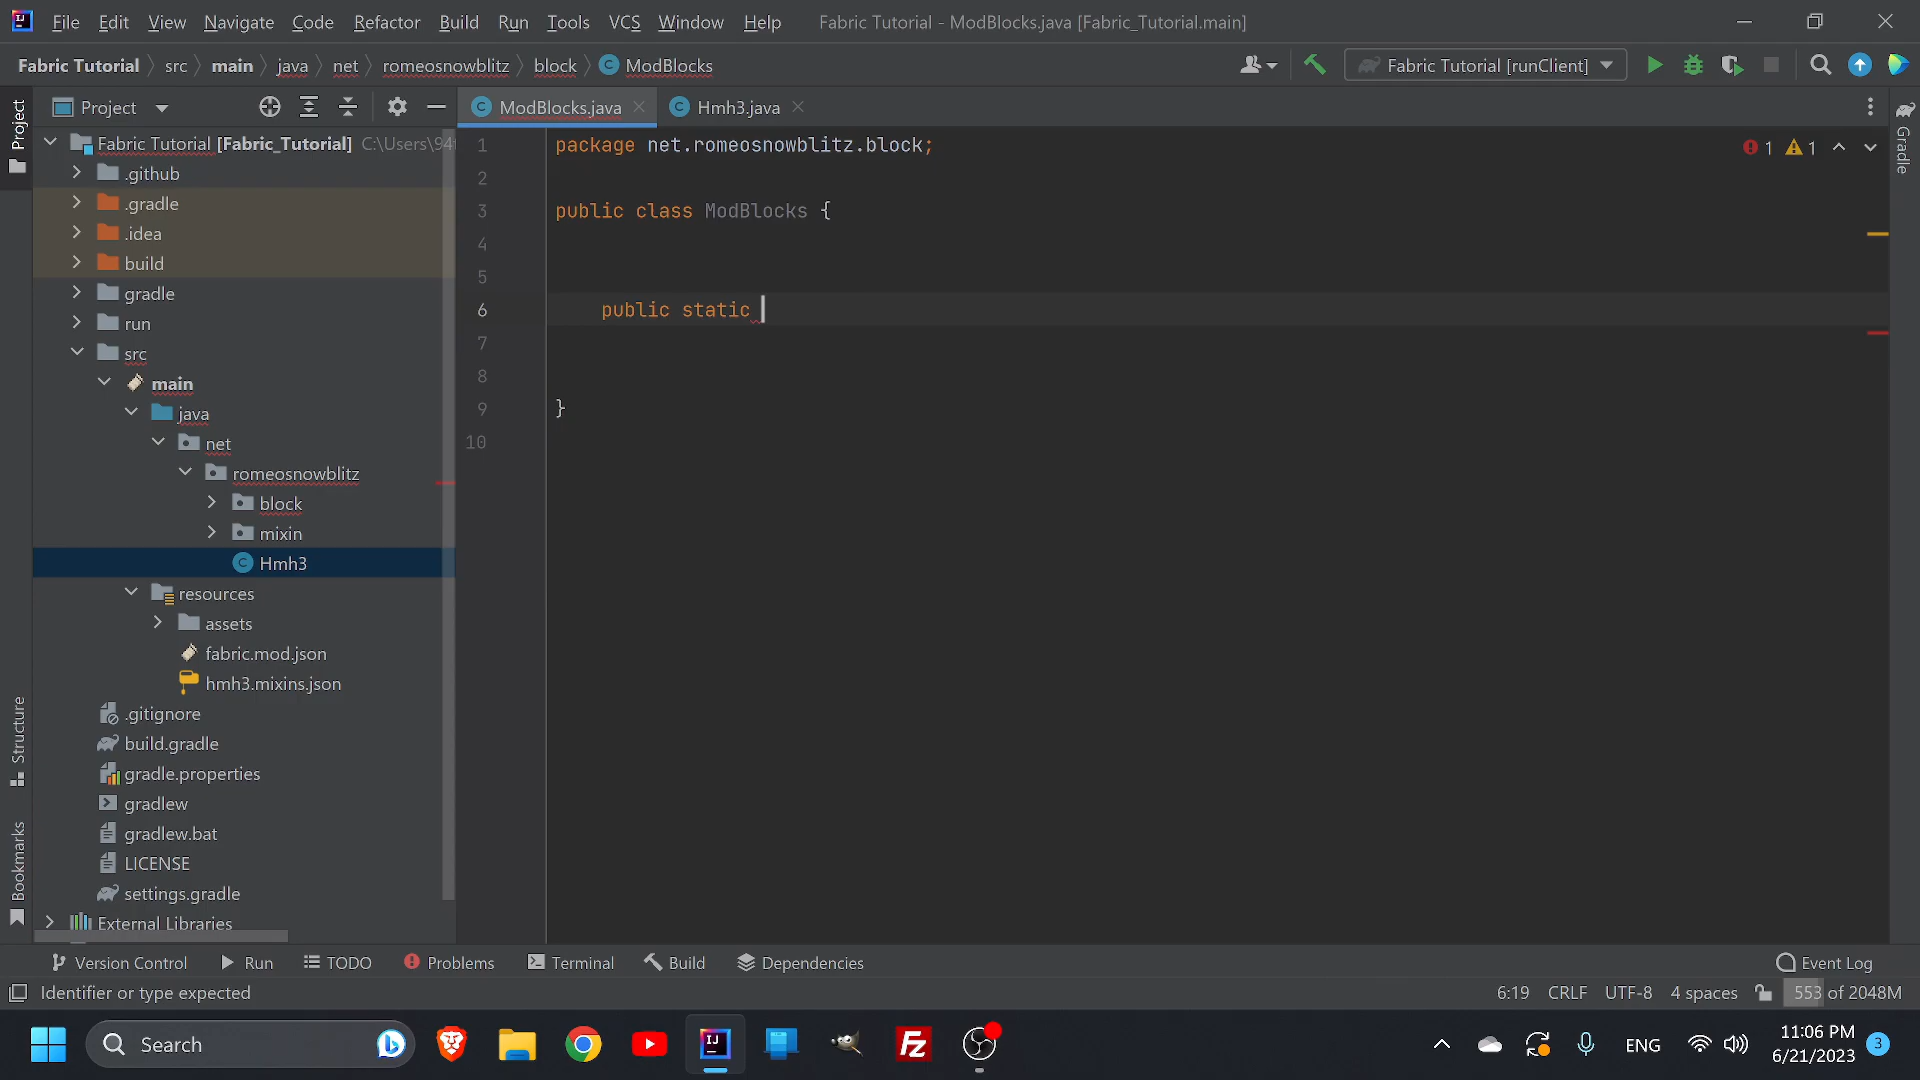 File Edit View Navigate Code Refactor Build Run Tools VCS Window Help Fabric Tutorial - ModBlocks.java [Fabric_Tutorial.main]
Fabric Tutorial src main java net romeosnowblitz block ModBlocks Fabric Tutorial [runClient]
Project
Project
ModBlocks.java Hmh3.java
Gradle
Fabric Tutorial [Fabric_Tutorial] C:\Users\94
.github
.gradle
.idea
build
gradle
run
src
main
java
net
romeosnowblitz
block
mixin
Hmh3
resources
assets
fabric.mod.json
hmh3.mixins.json
.gitignore
build.gradle
gradle.properties
gradlew
gradlew.bat
LICENSE
settings.gradle
External Libraries
Structure
Bookmarks
1 package net.romeosnowblitz.block; 1 1
2
3 public class ModBlocks {
4
5
6 public static
7
8
9 }
10
Version Control Run TODO Problems Terminal Build Dependencies Event Log
Identifier or type expected 6:19 CRLF UTF-8 4 spaces 553 of 2048M
Search ENG 11:06 PM 3
6/21/2023